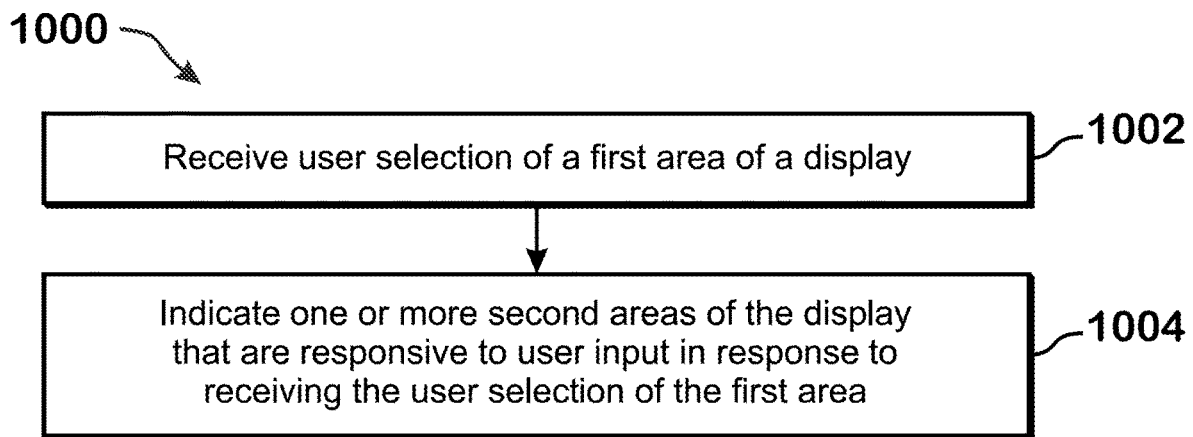 1000
Receive user selection of a first area of a display
1002
Indicate one or more second areas of the display
that are responsive to user input in response to
receiving the user selection of the first area
1004